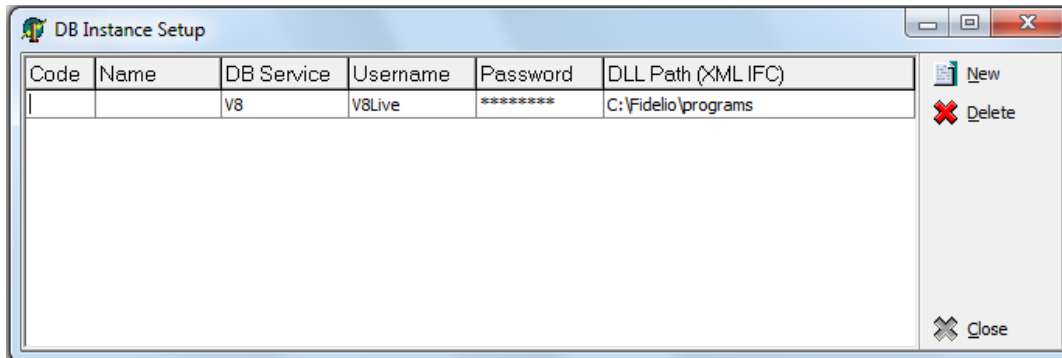 DB Instance Setup
Code Name DB Service Username Password DLL Path (XML IFC)
V8 V8Live ******** C:\Fidelio\programs
New
Delete
Close